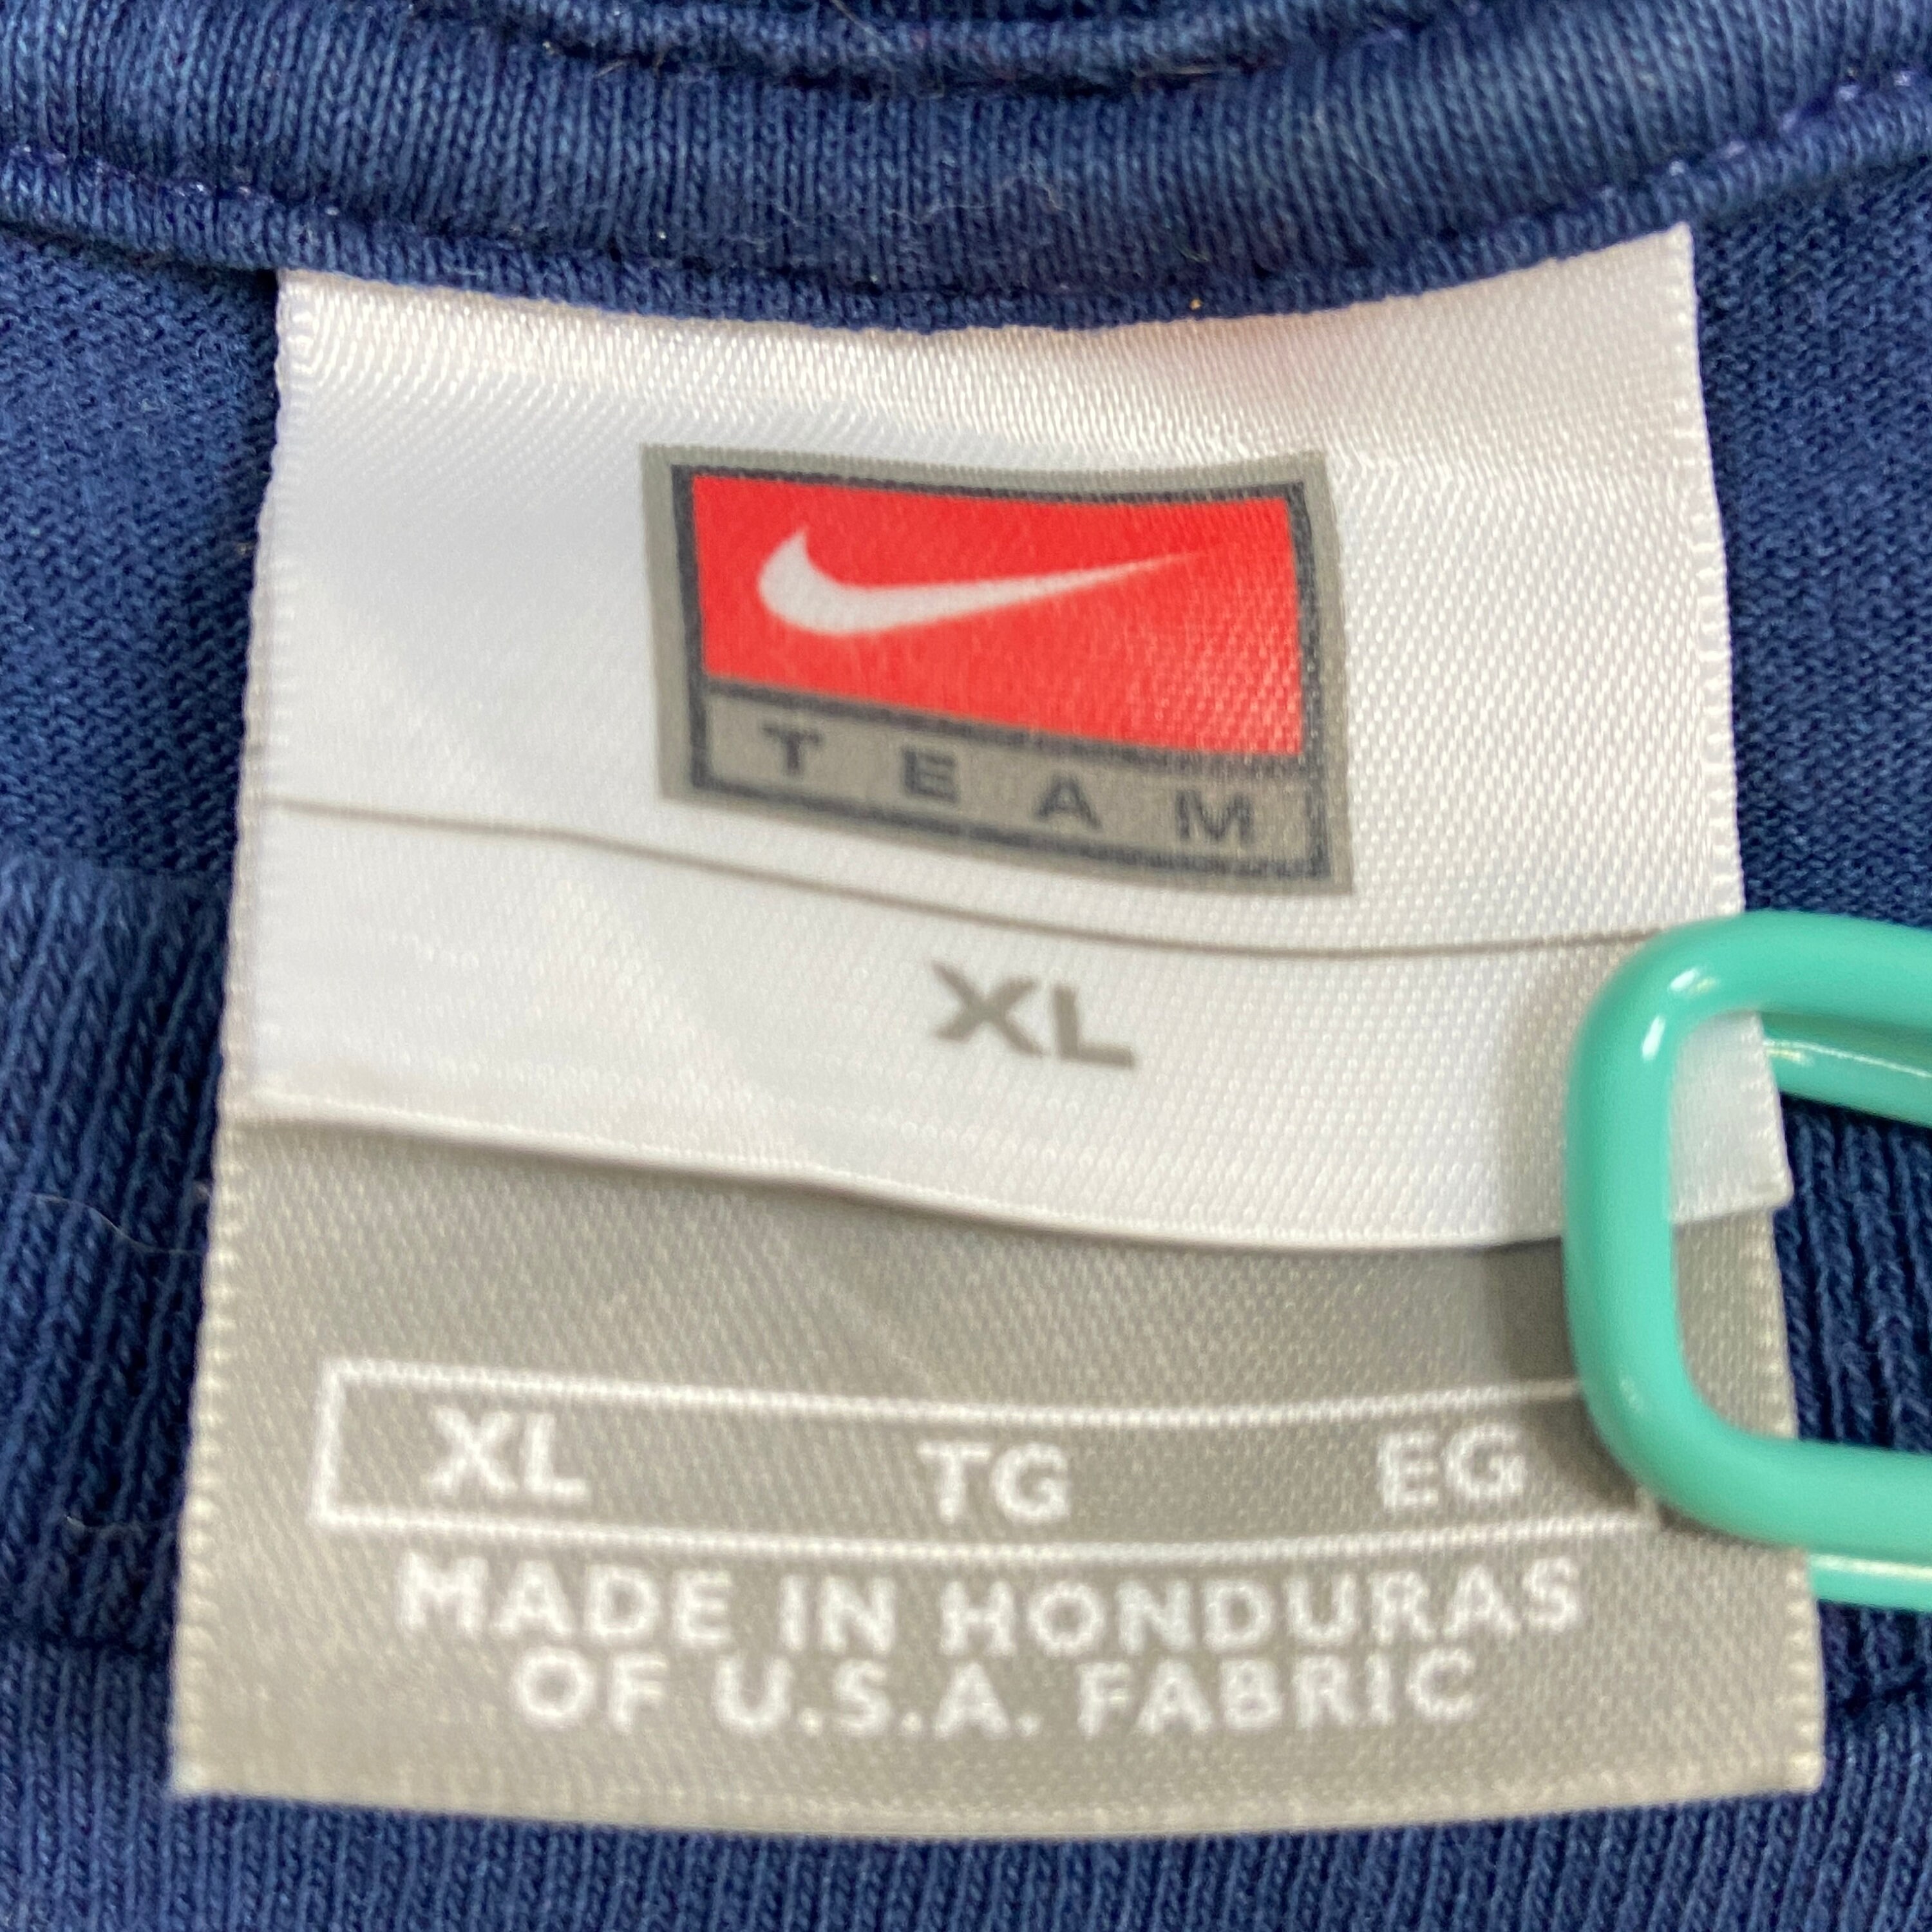 TEAM
XL
XL TG EG
MADE IN HONDURAS
OF U.S.A. FABRIC